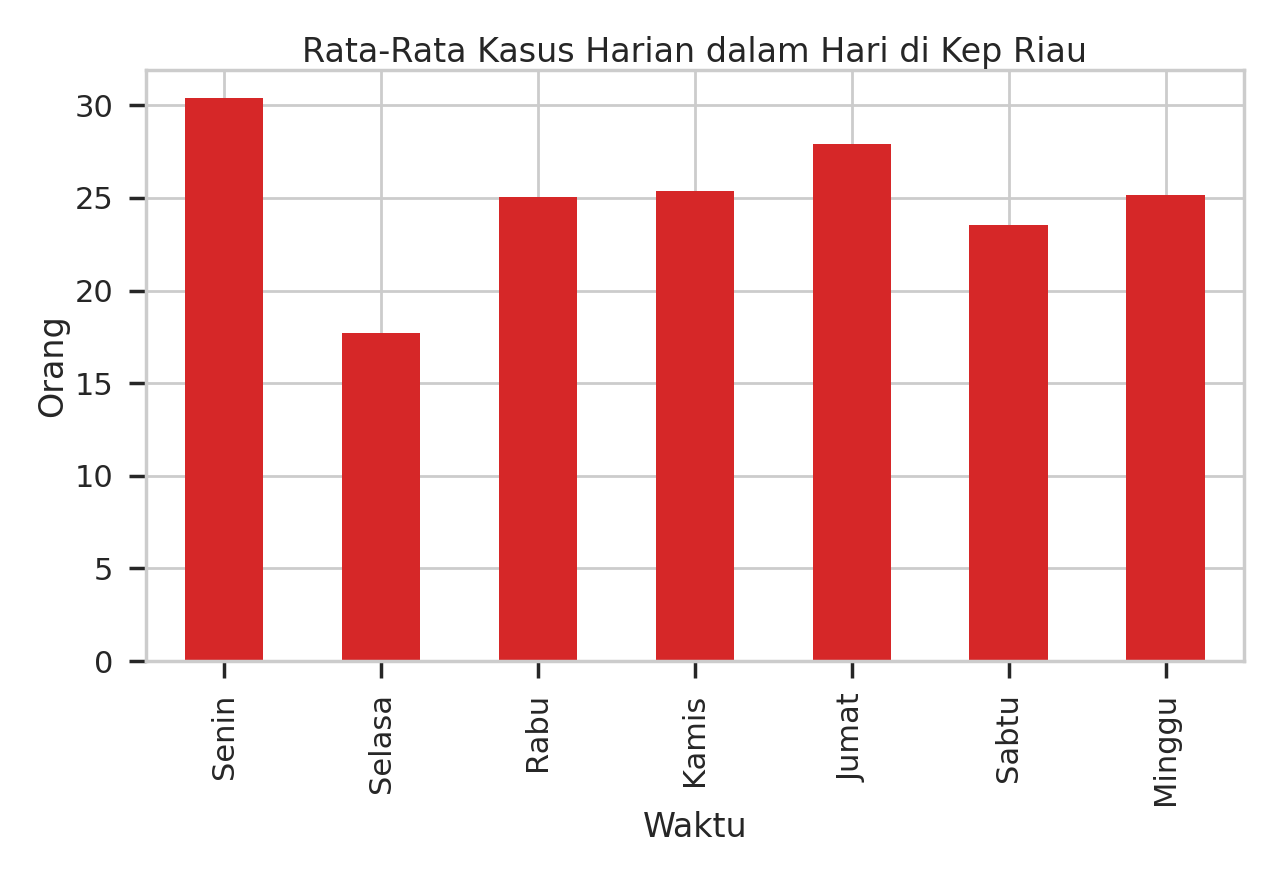 Rata-Rata Kasus Harian dalam Hari di Kep Riau
30
25
20
15
10
5
0
Orang
Senin
Selasa
Rabu
Kamis
Jumat
Sabtu
Minggu
Waktu